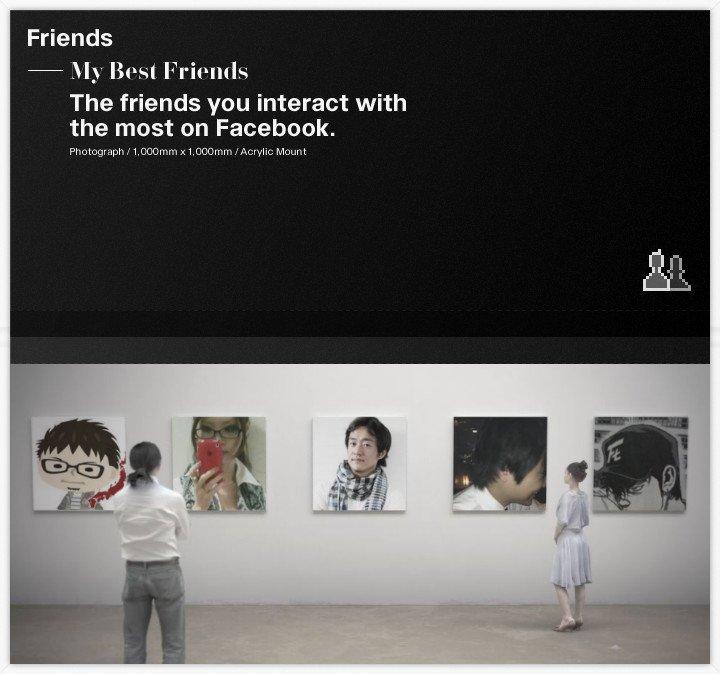 Friends
My Best Friends
The friends you interact with
the most on Facebook.
Photograph / 1,000mm x 1,000mm / Acrylic Mount